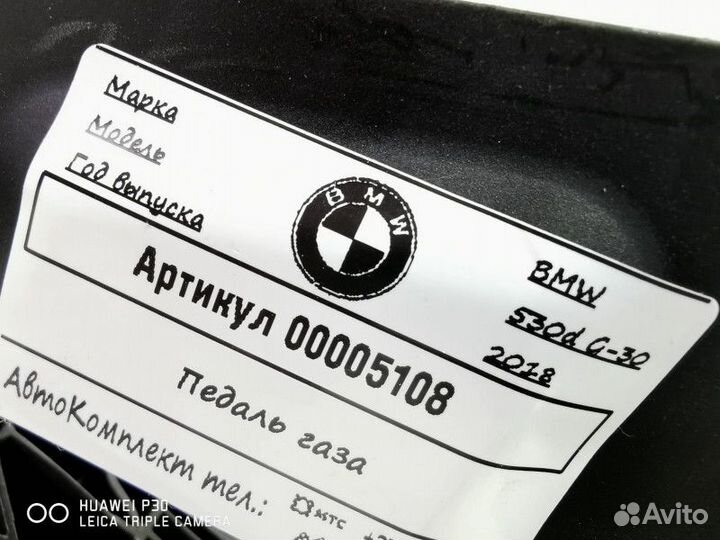 Марка
Модель
Год выпуска
BMW
BMW
530d G-30
2018
Артикул 00005108
Педаль газа
АвтоКомплект тел.:
мтс
HUAWEI P30
LEICA TRIPLE CAMERA
Avito